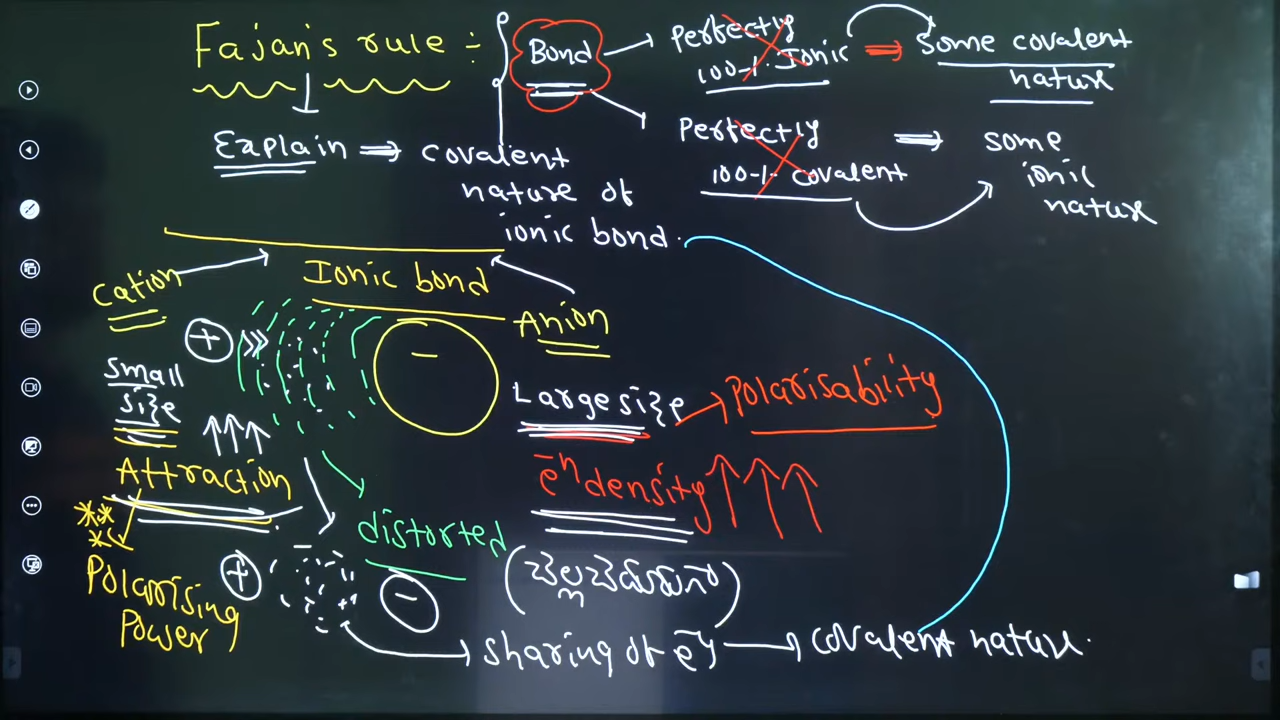 Fajan's rule :-
Bond
Perfectly
100-1. Ionic
some covalent
nature
Perfectly
100-1. covalent
some
ionic
nature
Explain ⇒ covalent
nature of
ionic bond.
Cation
Ionic bond
Anion
+
-
small
size
Attraction
Large size → Polarisability
e⁻ⁿ density ↑↑↑
**
*
Polarising
Power
distorted
+
-
sharing of e⁻s → covalent nature.